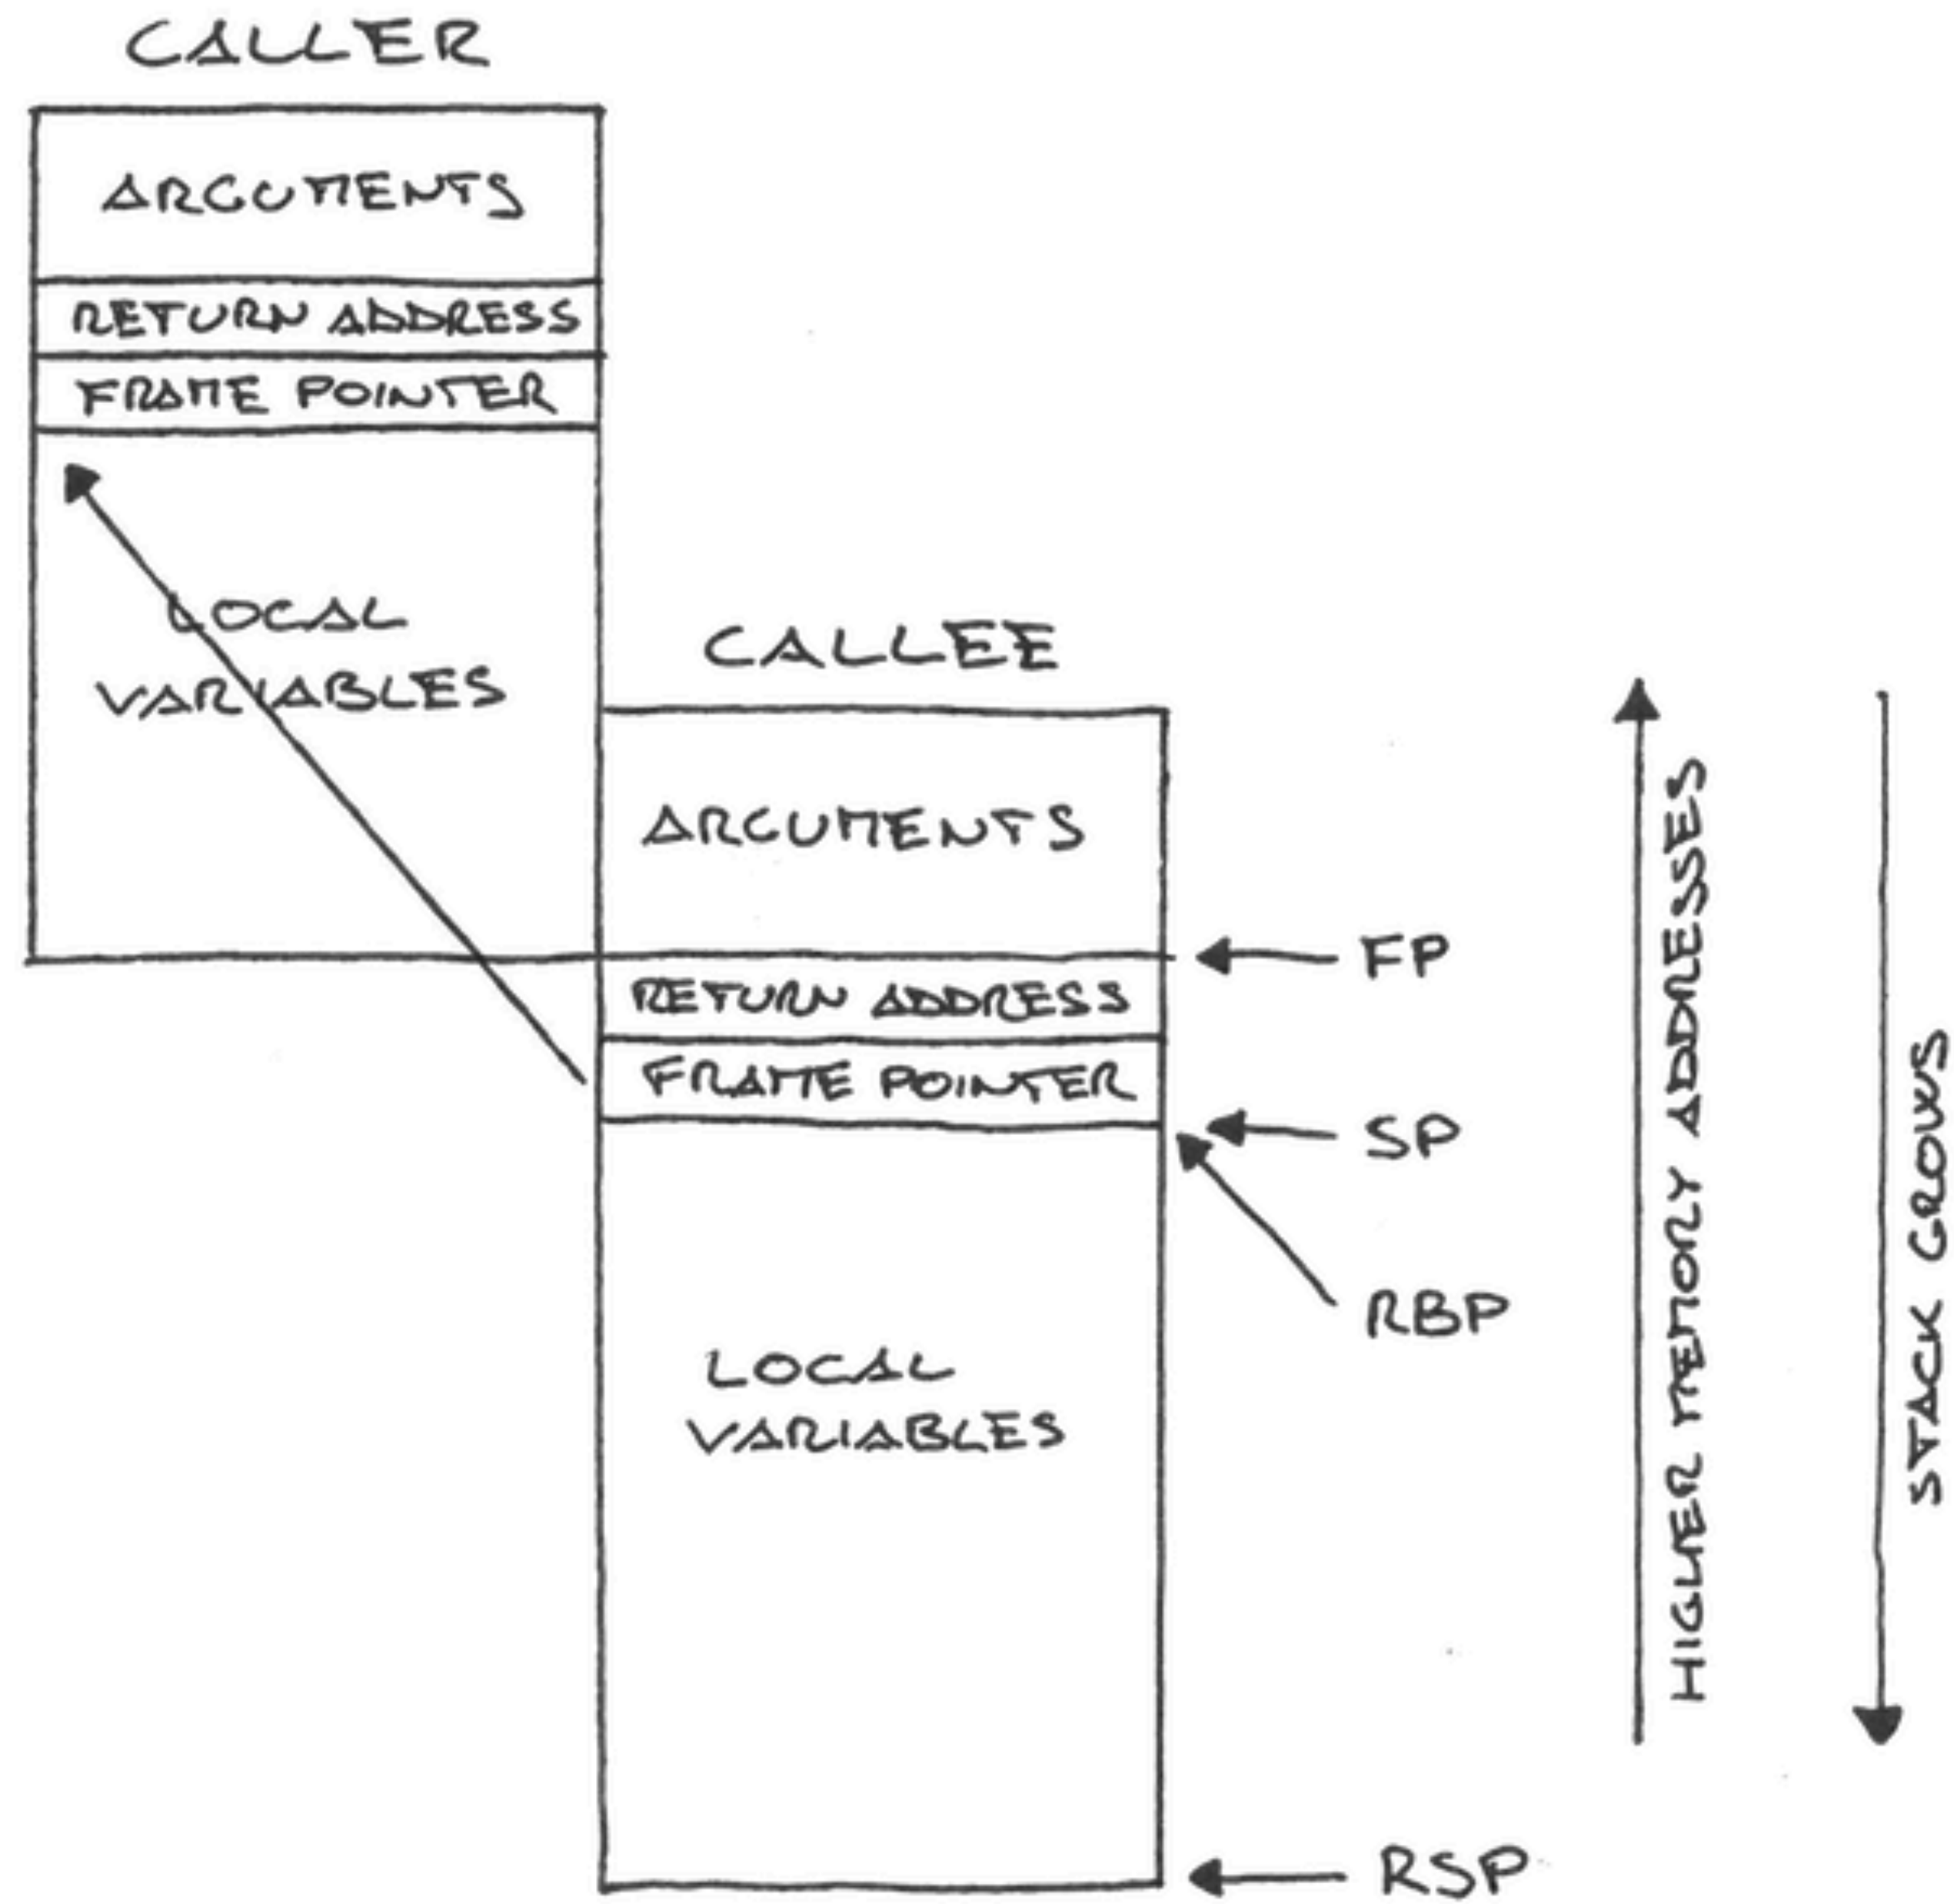 CALLER
ARGUMENTS
RETURN ADDRESS
FRAME POINTER
LOCAL
VARIABLES
CALLEE
ARGUMENTS
FP
RETURN ADDRESS
FRAME POINTER
SP
RBP
LOCAL
VARIABLES
RSP
HIGHER MEMORY ADDRESSES
STACK GROWS